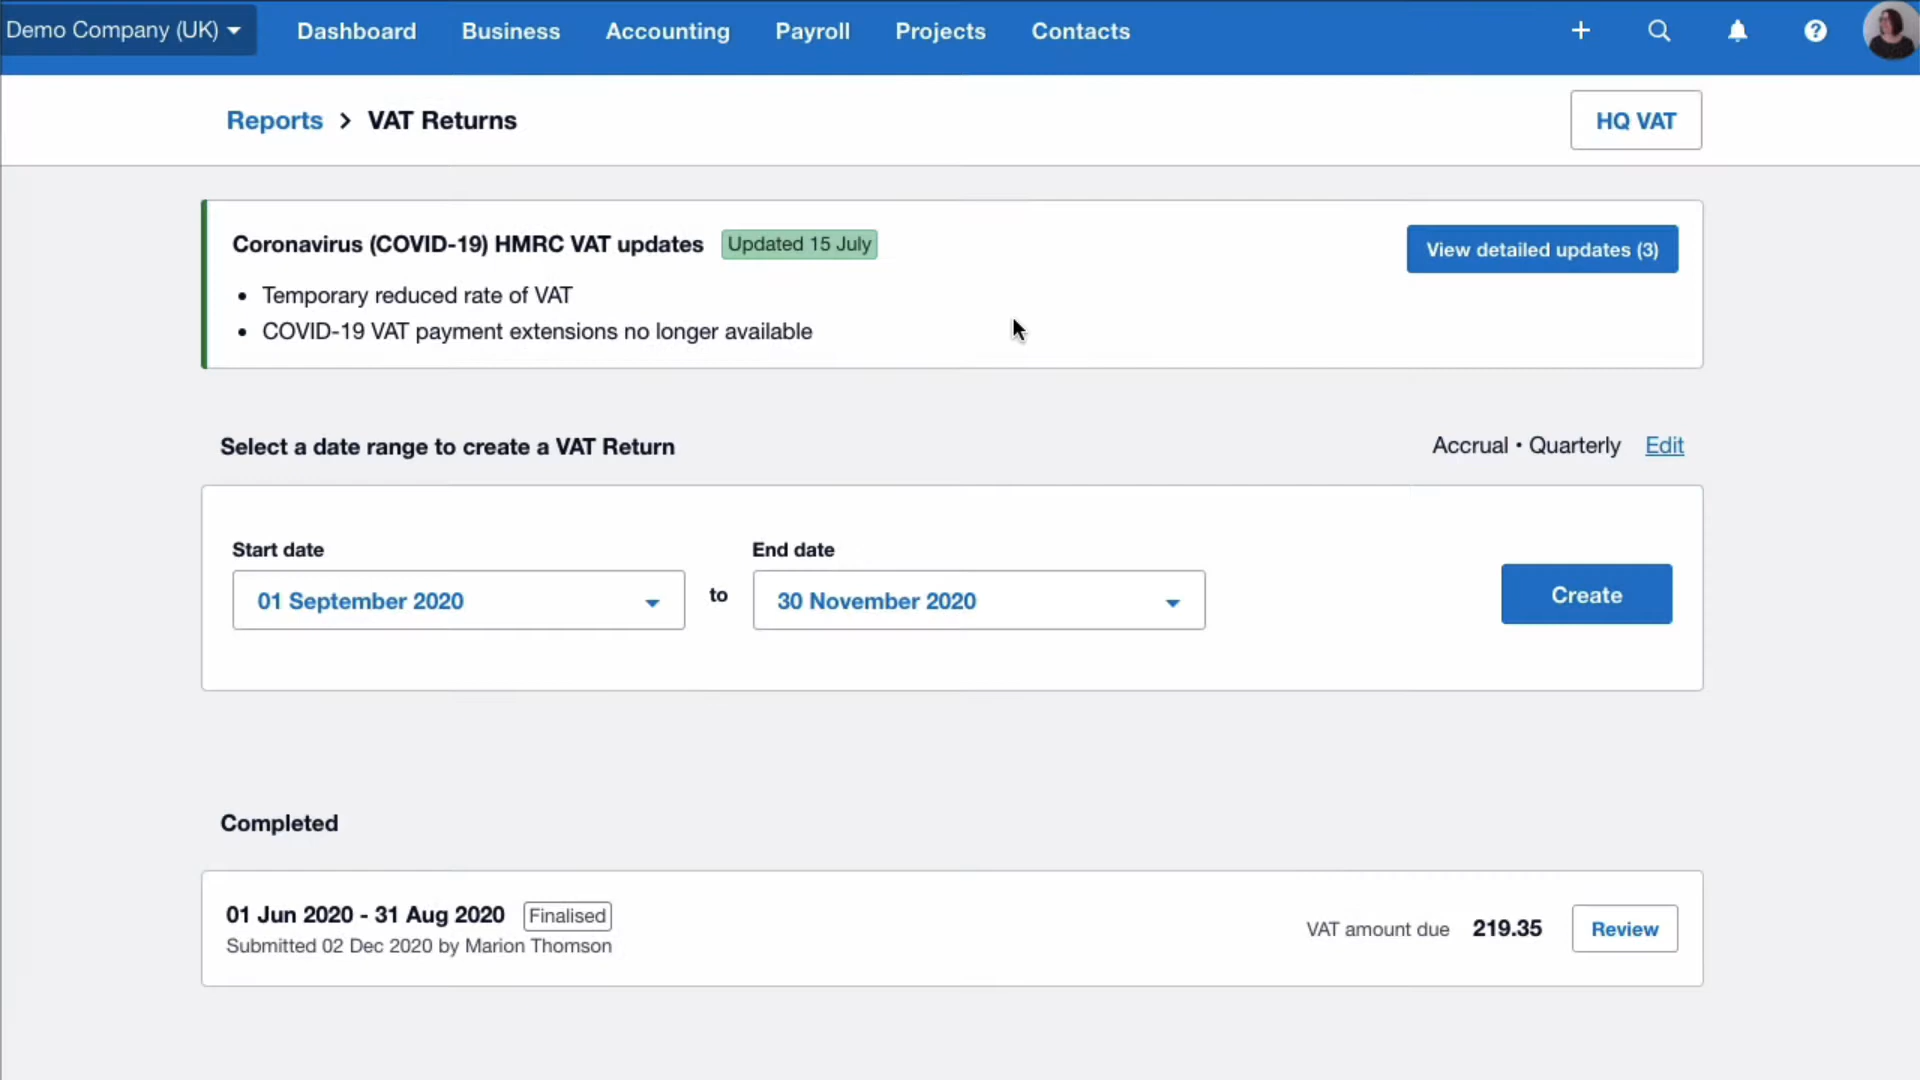 Demo Company (UK)
Dashboard
Business
Accounting
Payroll
Projects
Contacts
Reports > VAT Returns
HQ VAT
Coronavirus (COVID-19) HMRC VAT updates Updated 15 July
View detailed updates (3)
• Temporary reduced rate of VAT
• COVID-19 VAT payment extensions no longer available
Select a date range to create a VAT Return
Accrual • Quarterly Edit
Start date
End date
01 September 2020
to
30 November 2020
Create
Completed
01 Jun 2020 - 31 Aug 2020 Finalised
Submitted 02 Dec 2020 by Marion Thomson
VAT amount due 219.35
Review